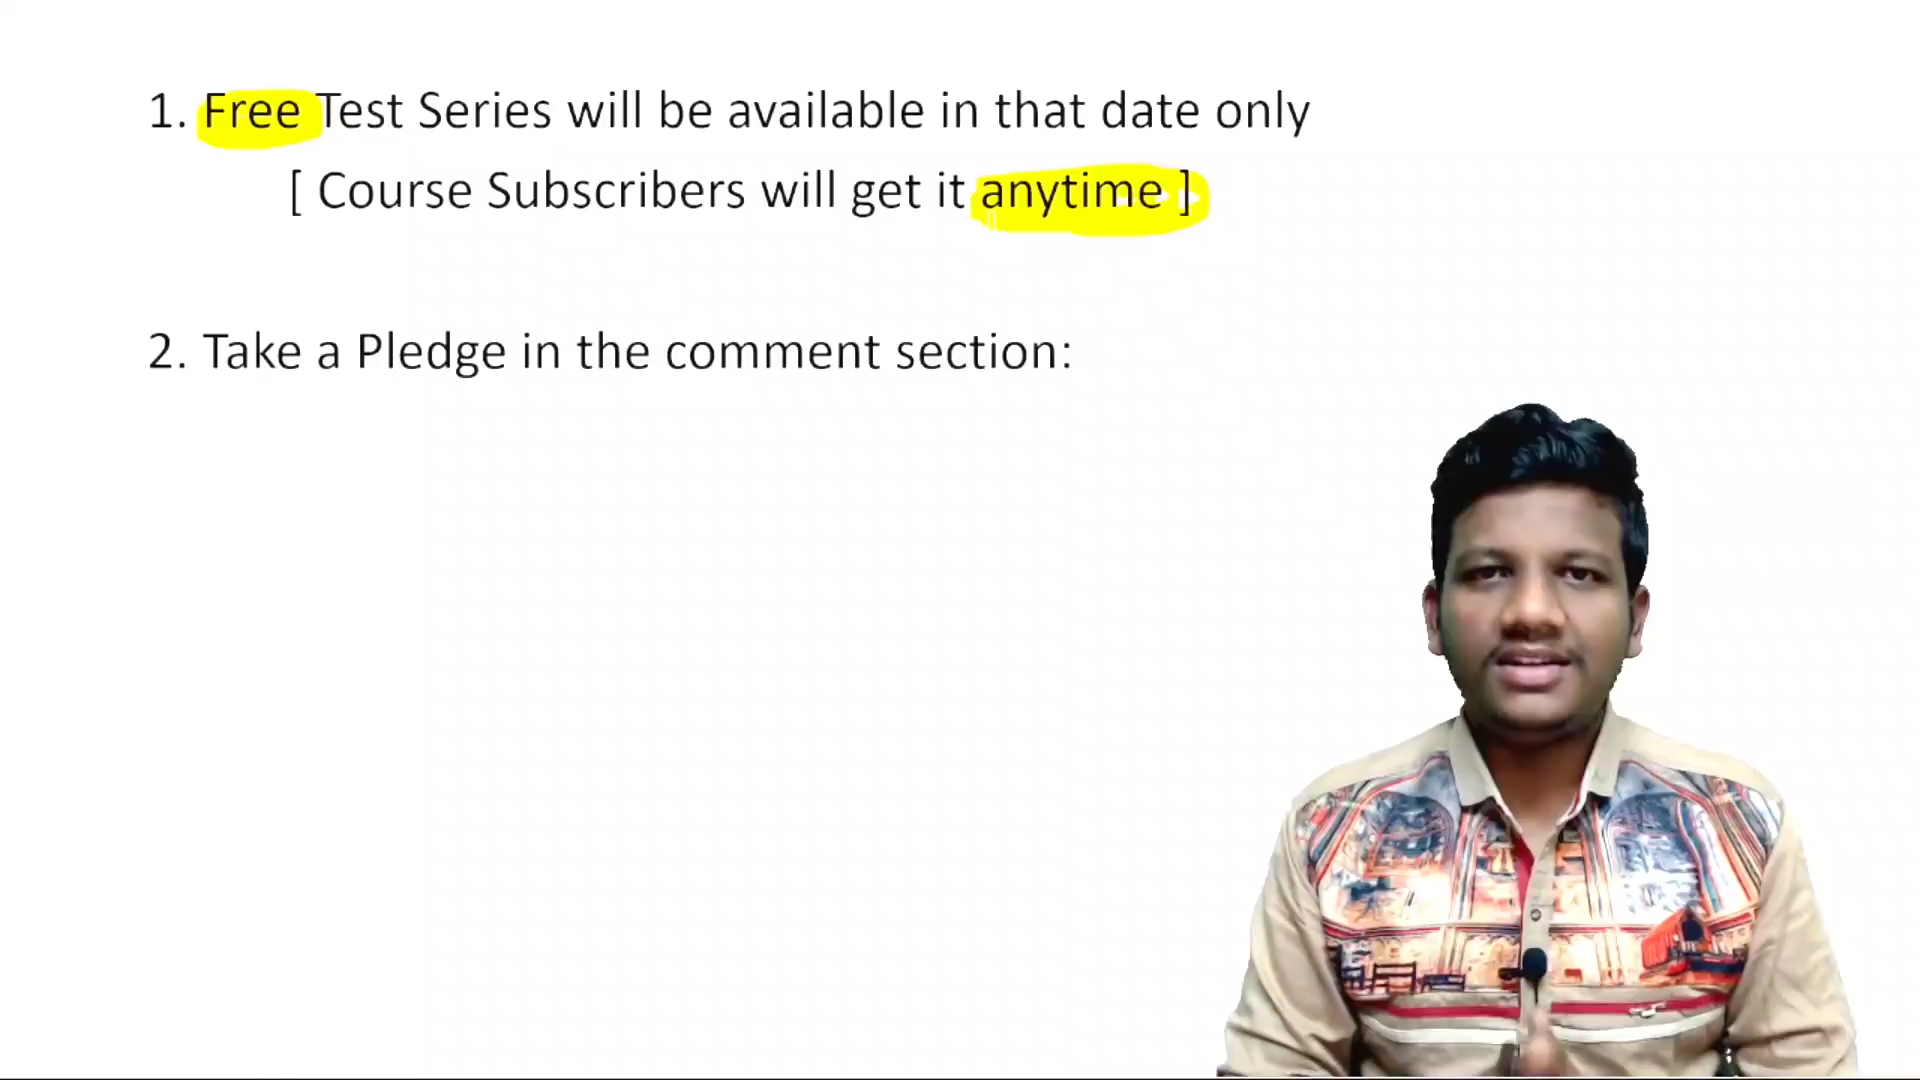 1. Free Test Series will be available in that date only
[ Course Subscribers will get it anytime ]
2. Take a Pledge in the comment section: